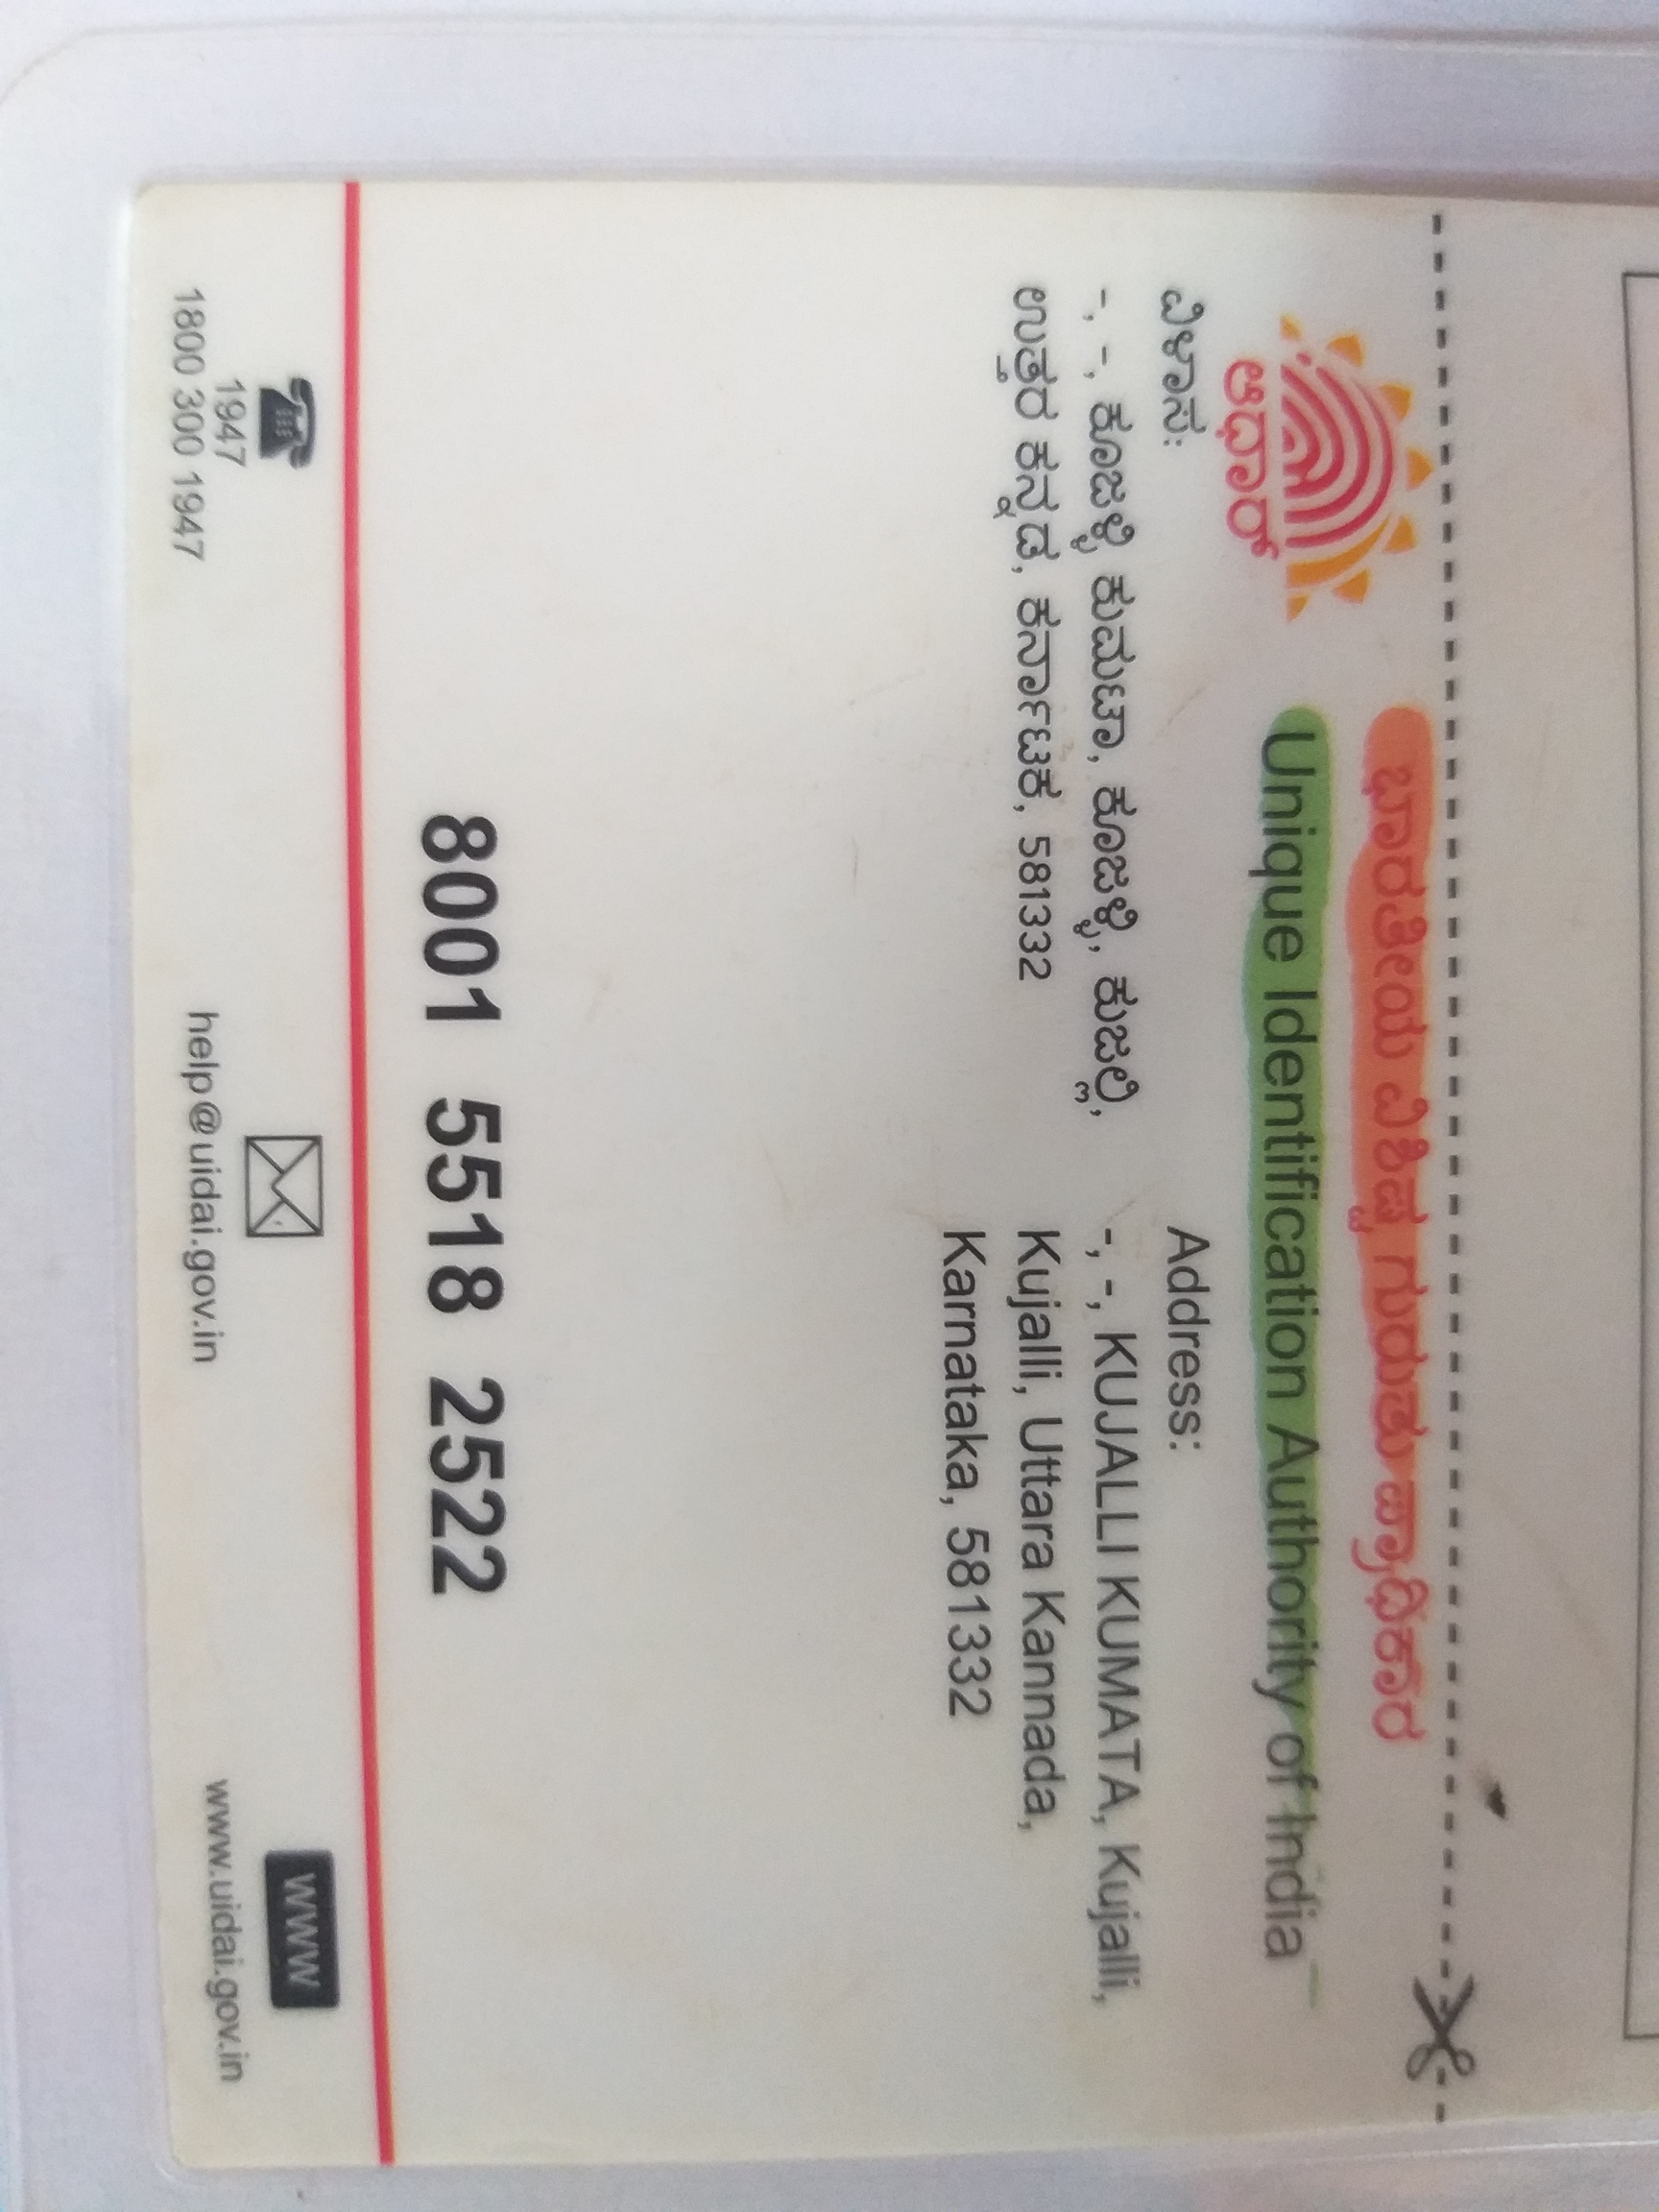 ಭಾರತೀಯ ವಿಶಿಷ್ಟ ಗುರುತು ಪ್ರಾಧಿಕಾರ
Unique Identification Authority of India
ಆಧಾರ್
ವಿಳಾಸ:
-, -, ಕೂಜಳ್ಳಿ ಕುಮಟಾ, ಕೂಜಳ್ಳಿ, ಕುಜಲ್ಲಿ,
ಉತ್ತರ ಕನ್ನಡ, ಕರ್ನಾಟಕ, 581332
Address:
-, -, KUJALLI KUMATA, Kujalli,
Kujalli, Uttara Kannada,
Karnataka, 581332
8001 5518 2522
1947
1800 300 1947
help@uidai.gov.in
WWW
www.uidai.gov.in